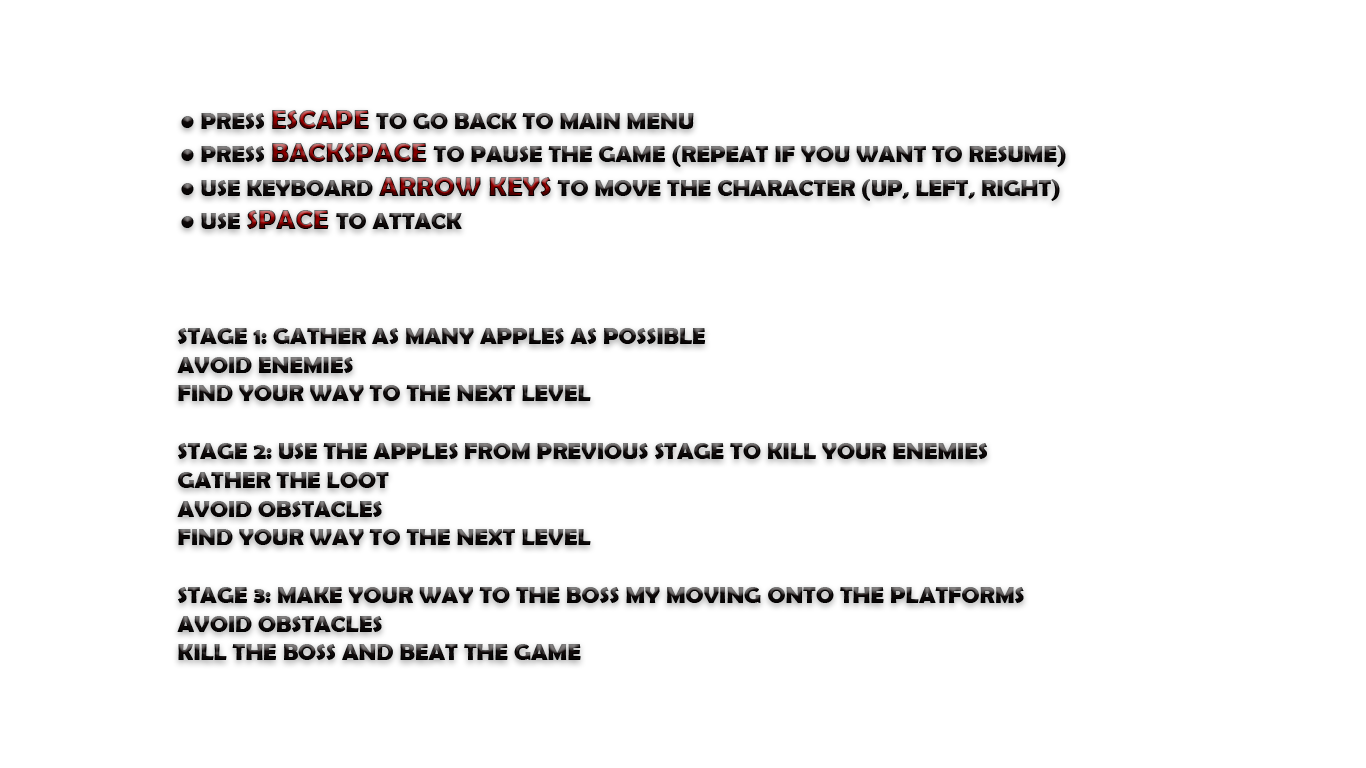 • PRESS ESCAPE TO GO BACK TO MAIN MENU
• PRESS BACKSPACE TO PAUSE THE GAME (REPEAT IF YOU WANT TO RESUME)
• USE KEYBOARD ARROW KEYS TO MOVE THE CHARACTER (UP, LEFT, RIGHT)
• USE SPACE TO ATTACK
STAGE 1: GATHER AS MANY APPLES AS POSSIBLE
AVOID ENEMIES
FIND YOUR WAY TO THE NEXT LEVEL
STAGE 2: USE THE APPLES FROM PREVIOUS STAGE TO KILL YOUR ENEMIES
GATHER THE LOOT
AVOID OBSTACLES
FIND YOUR WAY TO THE NEXT LEVEL
STAGE 3: MAKE YOUR WAY TO THE BOSS MY MOVING ONTO THE PLATFORMS
AVOID OBSTACLES
KILL THE BOSS AND BEAT THE GAME